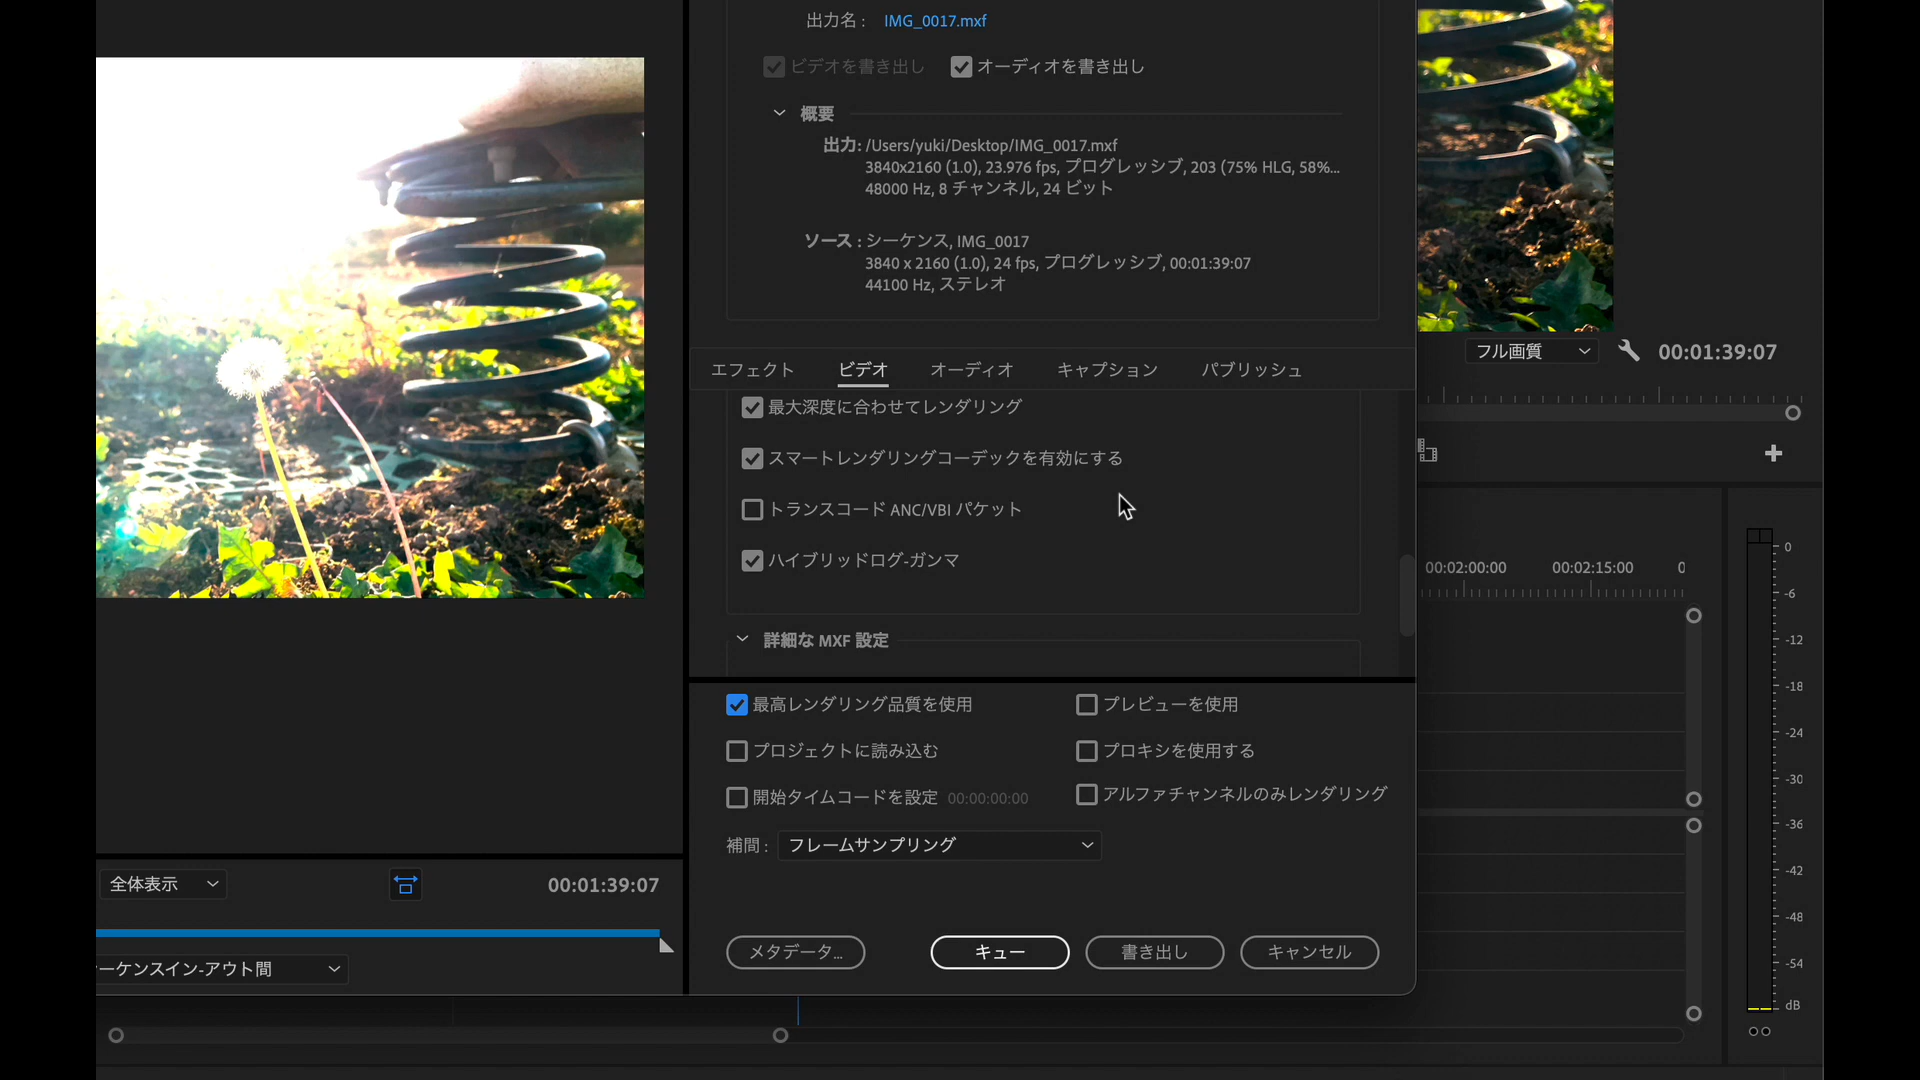 出力名 : IMG_0017.mxf
ビデオを書き出し オーディオを書き出し
概要
出力: /Users/yuki/Desktop/IMG_0017.mxf
3840x2160 (1.0), 23.976 fps, プログレッシブ, 203 (75% HLG, 58%...
48000 Hz, 8 チャンネル, 24 ビット
ソース : シーケンス, IMG_0017
3840 x 2160 (1.0), 24 fps, プログレッシブ, 00:01:39:07
44100 Hz, ステレオ
エフェクト ビデオ オーディオ キャプション パブリッシュ
最大深度に合わせてレンダリング
スマートレンダリングコーデックを有効にする
トランスコード ANC/VBI パケット
ハイブリッドログ-ガンマ
詳細な MXF 設定
最高レンダリング品質を使用 プレビューを使用
プロジェクトに読み込む プロキシを使用する
開始タイムコードを設定 00:00:00:00 アルファチャンネルのみレンダリング
補間 : フレームサンプリング
メタデータ... キュー 書き出し キャンセル
全体表示 00:01:39:07
ーケンスイン-アウト間
フル画質 00:01:39:07
00:02:00:00 00:02:15:00 0
0
-6
-12
-18
-24
-30
-36
-42
-48
-54
dB